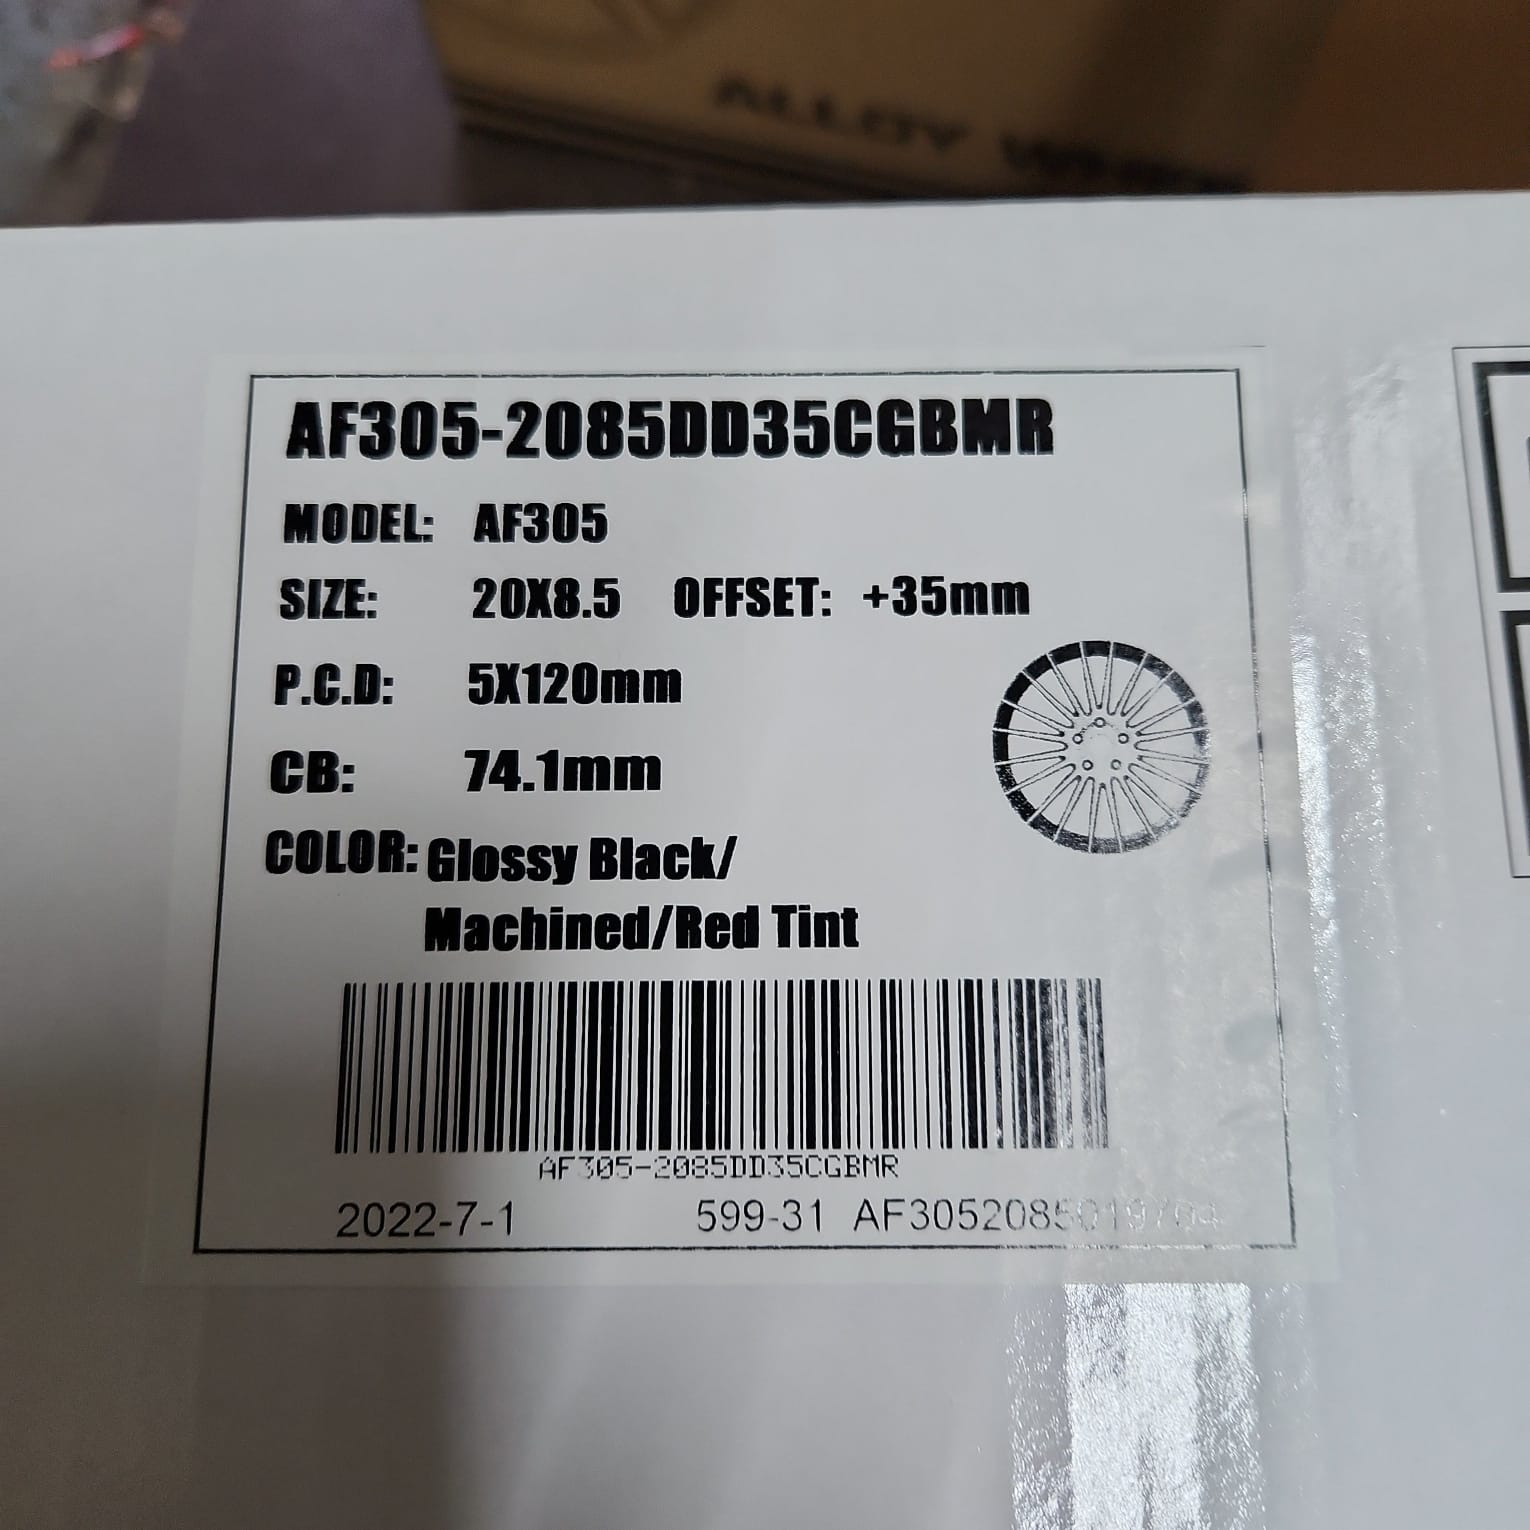 ALLOY
AF305-2085DD35CGBMR
MODEL: AF305
SIZE: 20X8.5 OFFSET: +35mm
P.C.D: 5X120mm
CB: 74.1mm
COLOR: Glossy Black/
Machined/Red Tint
AF305-2085DD35CGBMR
2022-7-1 599-31